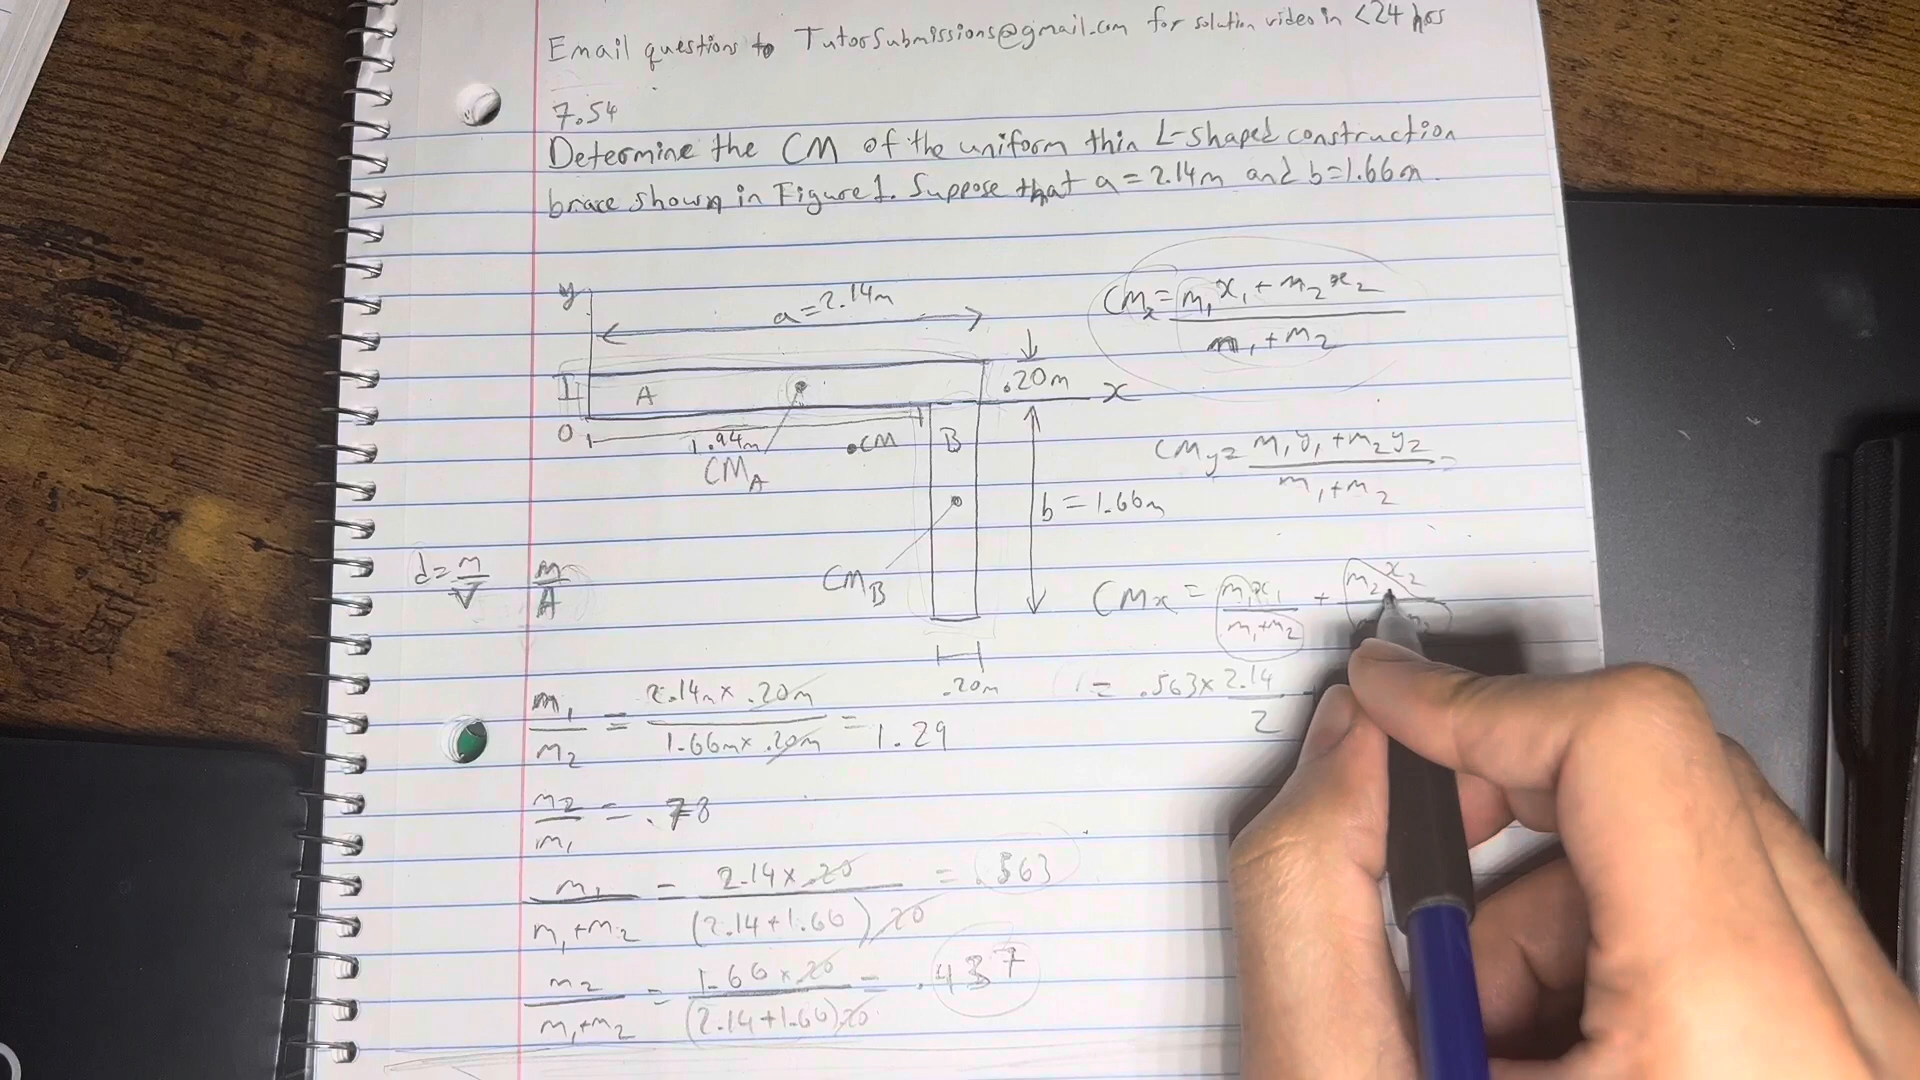 Email questions to TutorSubmissions@gmail.com for solution video in <24 hrs
7.54
Determine the CM of the uniform thin L-shaped construction
brace shown in Figure 1. Suppose that a=2.14m and b=1.66m.
y
a=2.14m
CMx = m1x1 + m2x2
m1+m2
A
.20m
x
0
1.94m
.CM
B
CMA
CMy = m1y1+m2y2 =
m1+m2
b = 1.66m
d=m/V
m/A
CMB
CMx = m1x1 + m2x2
m1+m2
.20m
m1/m2 = 2.14m x .20m / 1.66m x .20m = 1.29
= .563 x 2.14/2
m2/m1 = .78
m1/m1+m2 = 2.14 x .20 / (2.14+1.66).20 = .563
m2/m1+m2 = 1.66 x .20 / (2.14+1.66).20 = .437